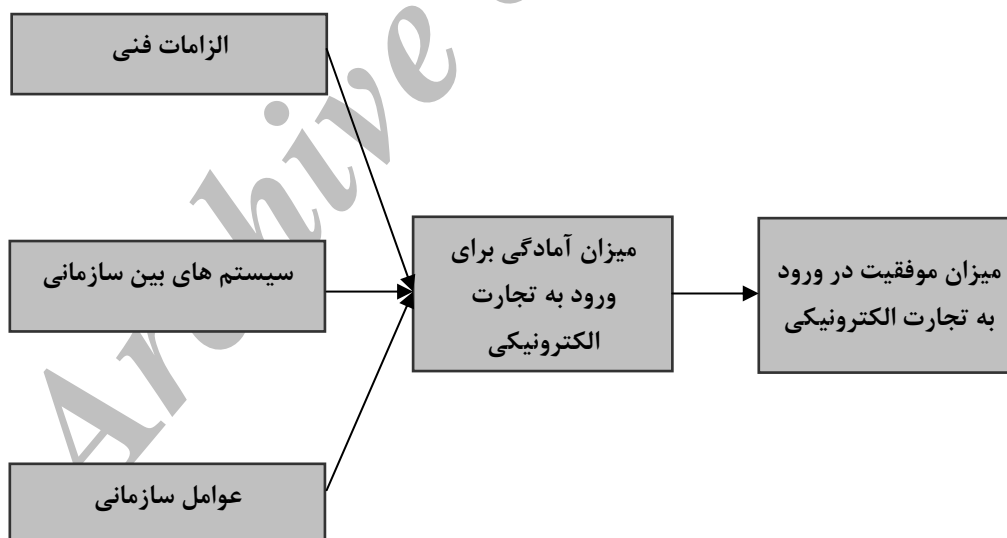 الزامات فنی
سیستم های بین سازمانی
عوامل سازمانی
میزان آمادگی برای
ورود به تجارت
الکترونیکی
میزان موفقیت در ورود
به تجارت الکترونیکی
Archive